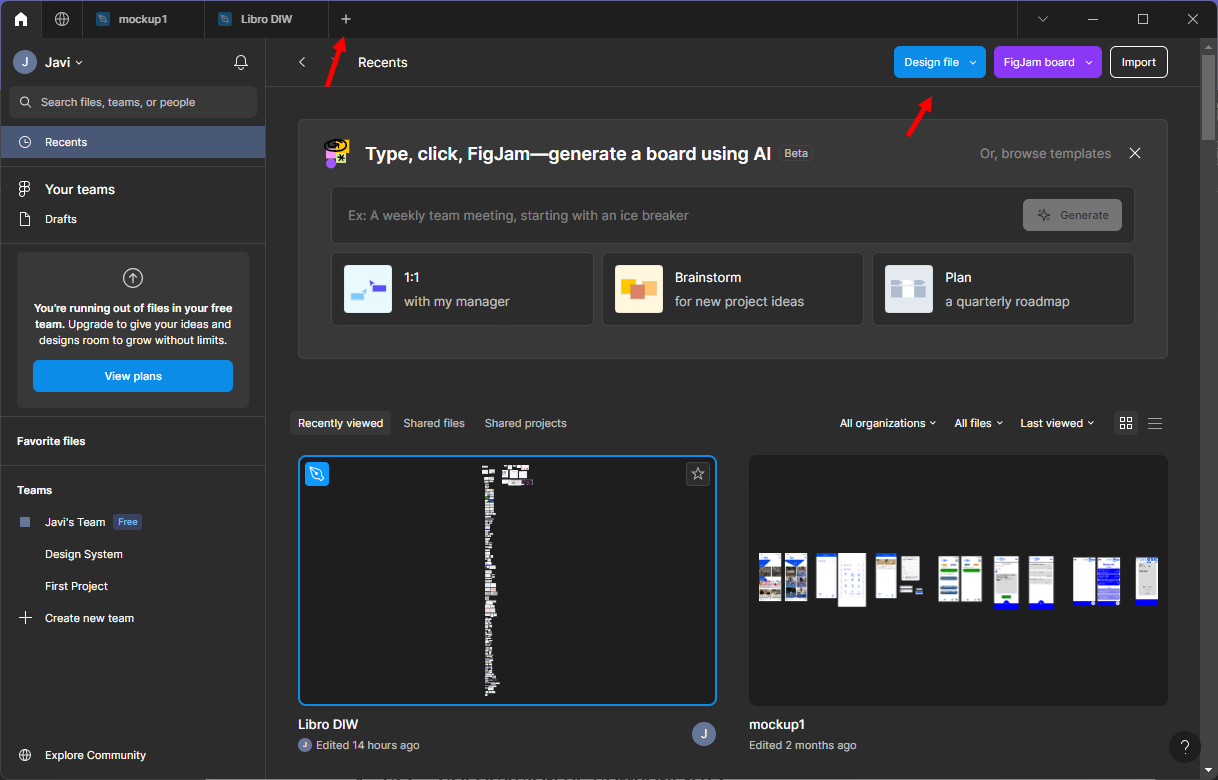 mockup1
Libro DIW
J
Javi
Recents
Design file
FigJam board
Import
Search files, teams, or people
Recents
Your teams
Drafts
You're running out of files in your free
team. Upgrade to give your ideas and
designs room to grow without limits.
View plans
Favorite files
Teams
Javi's Team Free
Design System
First Project
Create new team
Explore Community
Type, click, FigJam—generate a board using AI Beta
Or, browse templates
Ex: A weekly team meeting, starting with an ice breaker
Generate
1:1
with my manager
Brainstorm
for new project ideas
Plan
a quarterly roadmap
Recently viewed
Shared files
Shared projects
All organizations
All files
Last viewed
Libro DIW
J Edited 14 hours ago
J
mockup1
Edited 2 months ago
?